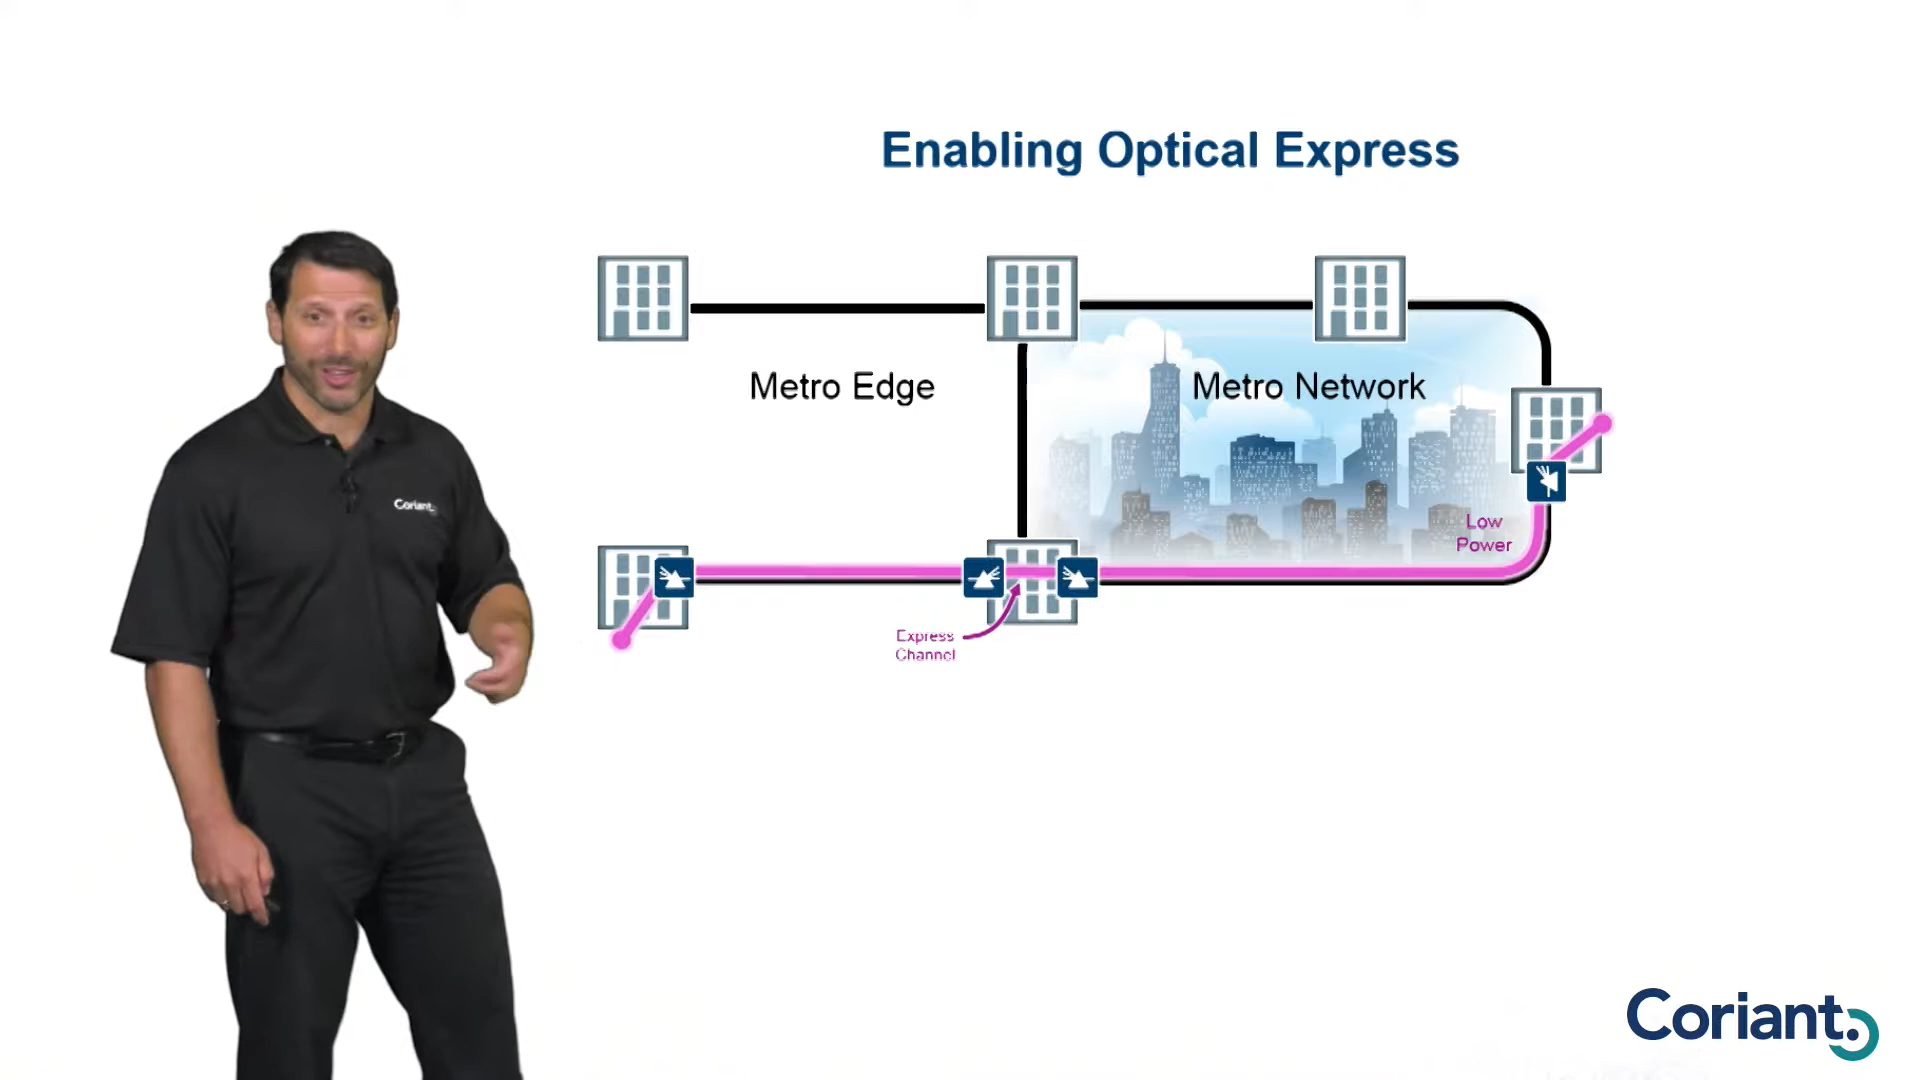 Enabling Optical Express
Metro Edge
Metro Network
Coriant
Low
Power
Express
Channel
Coriant